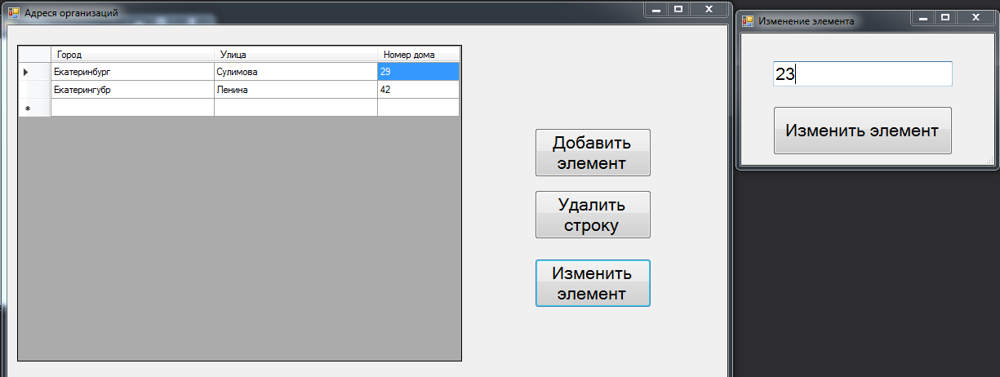 Адреса организаций
Город Улица Номер дома
Екатеринбург Сулимова 29
Екатерингубр Ленина 42
Добавить
элемент
Удалить
строку
Изменить
элемент
Изменение элемента
23
Изменить элемент